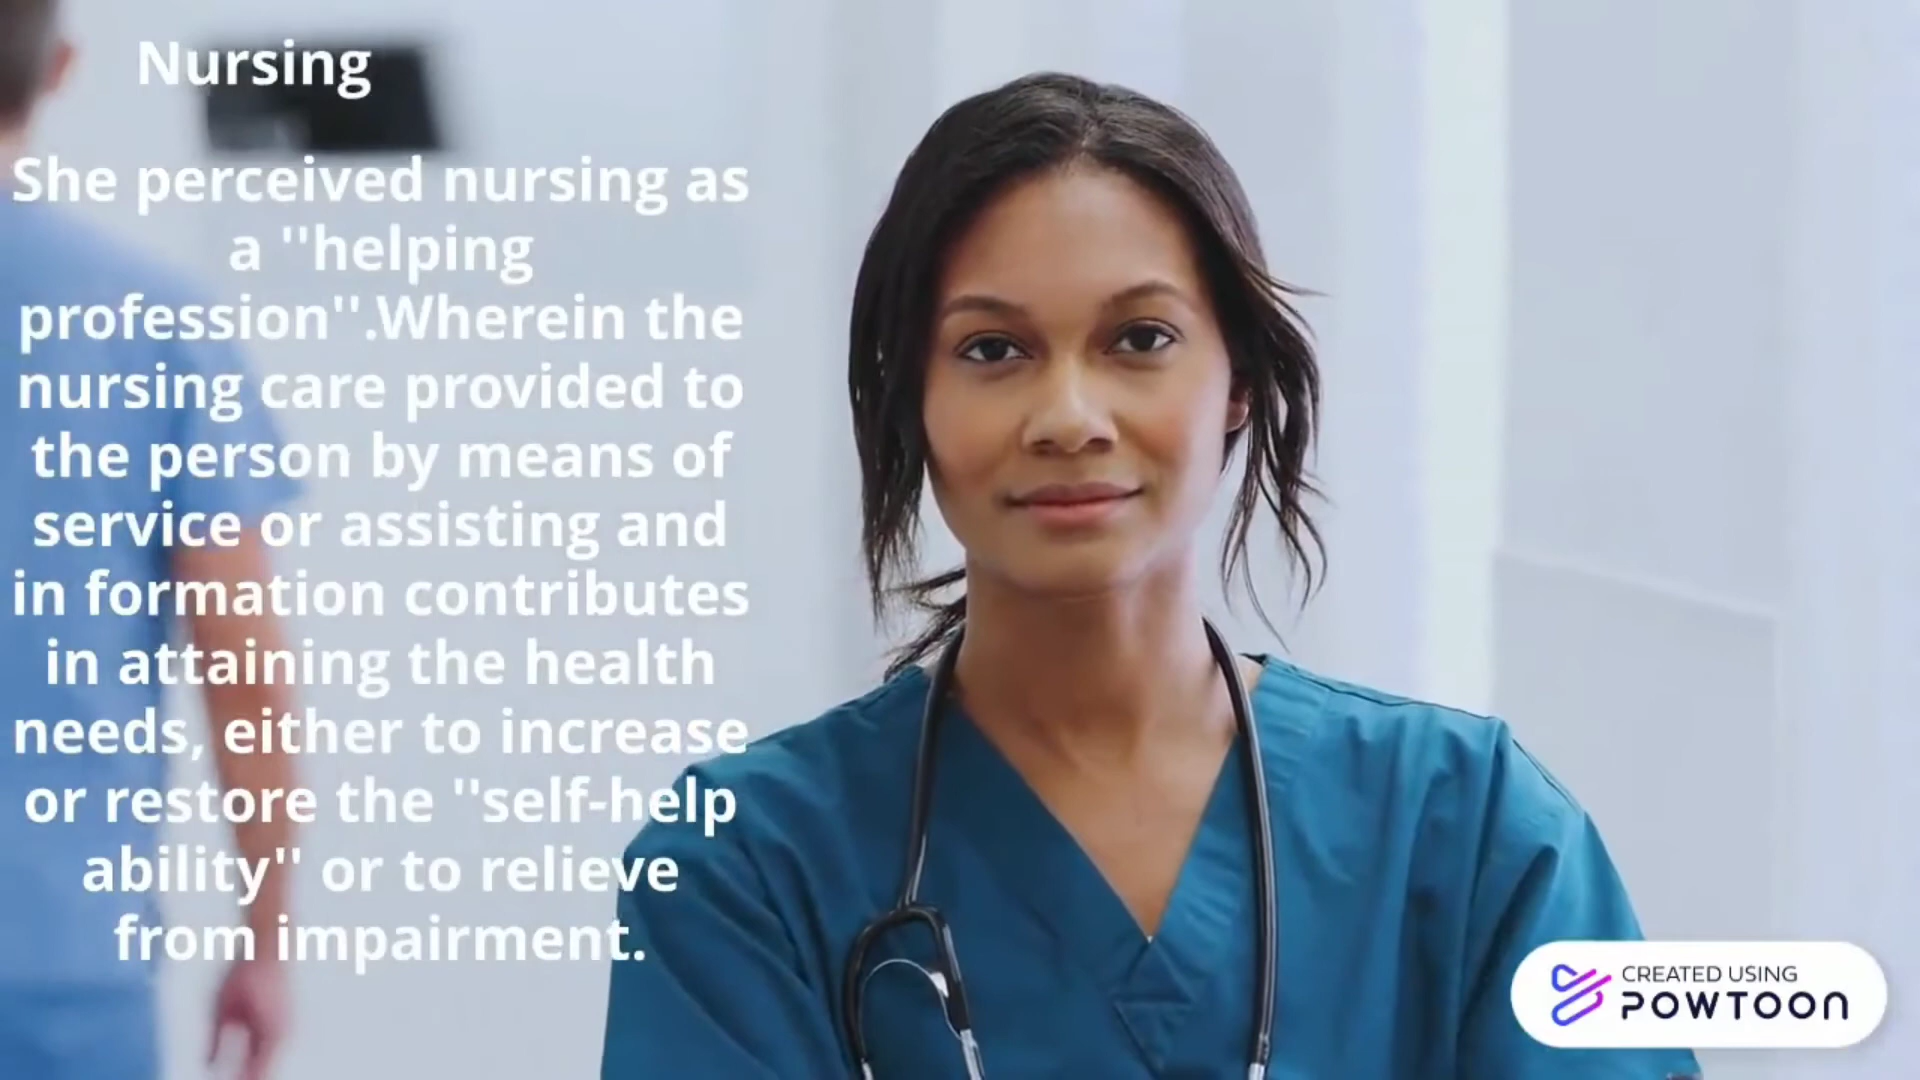 Nursing
She perceived nursing as
a "helping
profession".Wherein the
nursing care provided to
the person by means of
service or assisting and
in formation contributes
in attaining the health
needs, either to increase
or restore the "self-help
ability" or to relieve
from impairment.
CREATED USING
POWTOON